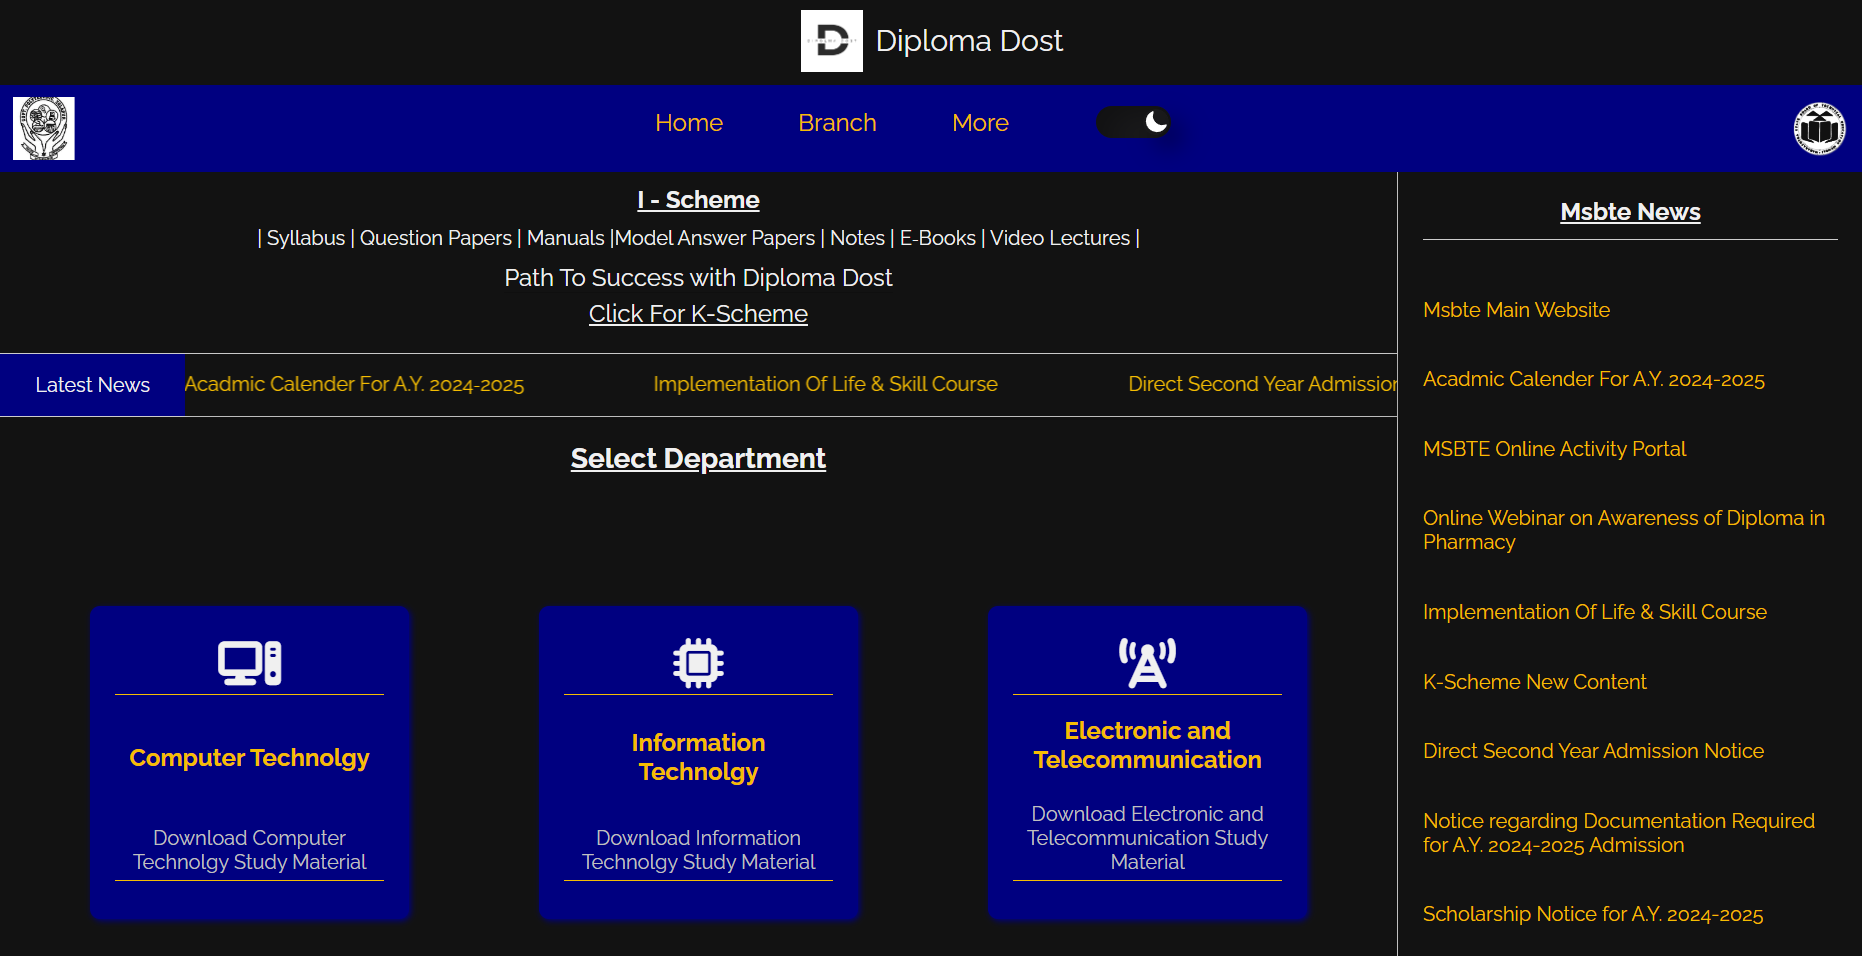 Diploma Dost
Home
Branch
More
I - Scheme
| Syllabus | Question Papers | Manuals |Model Answer Papers | Notes | E-Books | Video Lectures |
Path To Success with Diploma Dost
Click For K-Scheme
Latest News
Acadmic Calender For A.Y. 2024-2025
Implementation Of Life & Skill Course
Direct Second Year Admission
Select Department
Computer Technolgy
Download Computer
Technolgy Study Material
Information
Technolgy
Download Information
Technolgy Study Material
Electronic and
Telecommunication
Download Electronic and
Telecommunication Study
Material
Msbte News
Msbte Main Website
Acadmic Calender For A.Y. 2024-2025
MSBTE Online Activity Portal
Online Webinar on Awareness of Diploma in
Pharmacy
Implementation Of Life & Skill Course
K-Scheme New Content
Direct Second Year Admission Notice
Notice regarding Documentation Required
for A.Y. 2024-2025 Admission
Scholarship Notice for A.Y. 2024-2025